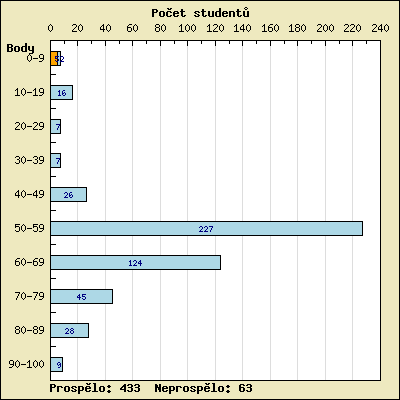 Počet studentů
0 20 40 60 80 100 120 140 160 180 200 220 240
Body
0-9 5 2
10-19 16
20-29 7
30-39 7
40-49 26
50-59 227
60-69 124
70-79 45
80-89 28
90-100 9
Prospělo: 433 Neprospělo: 63